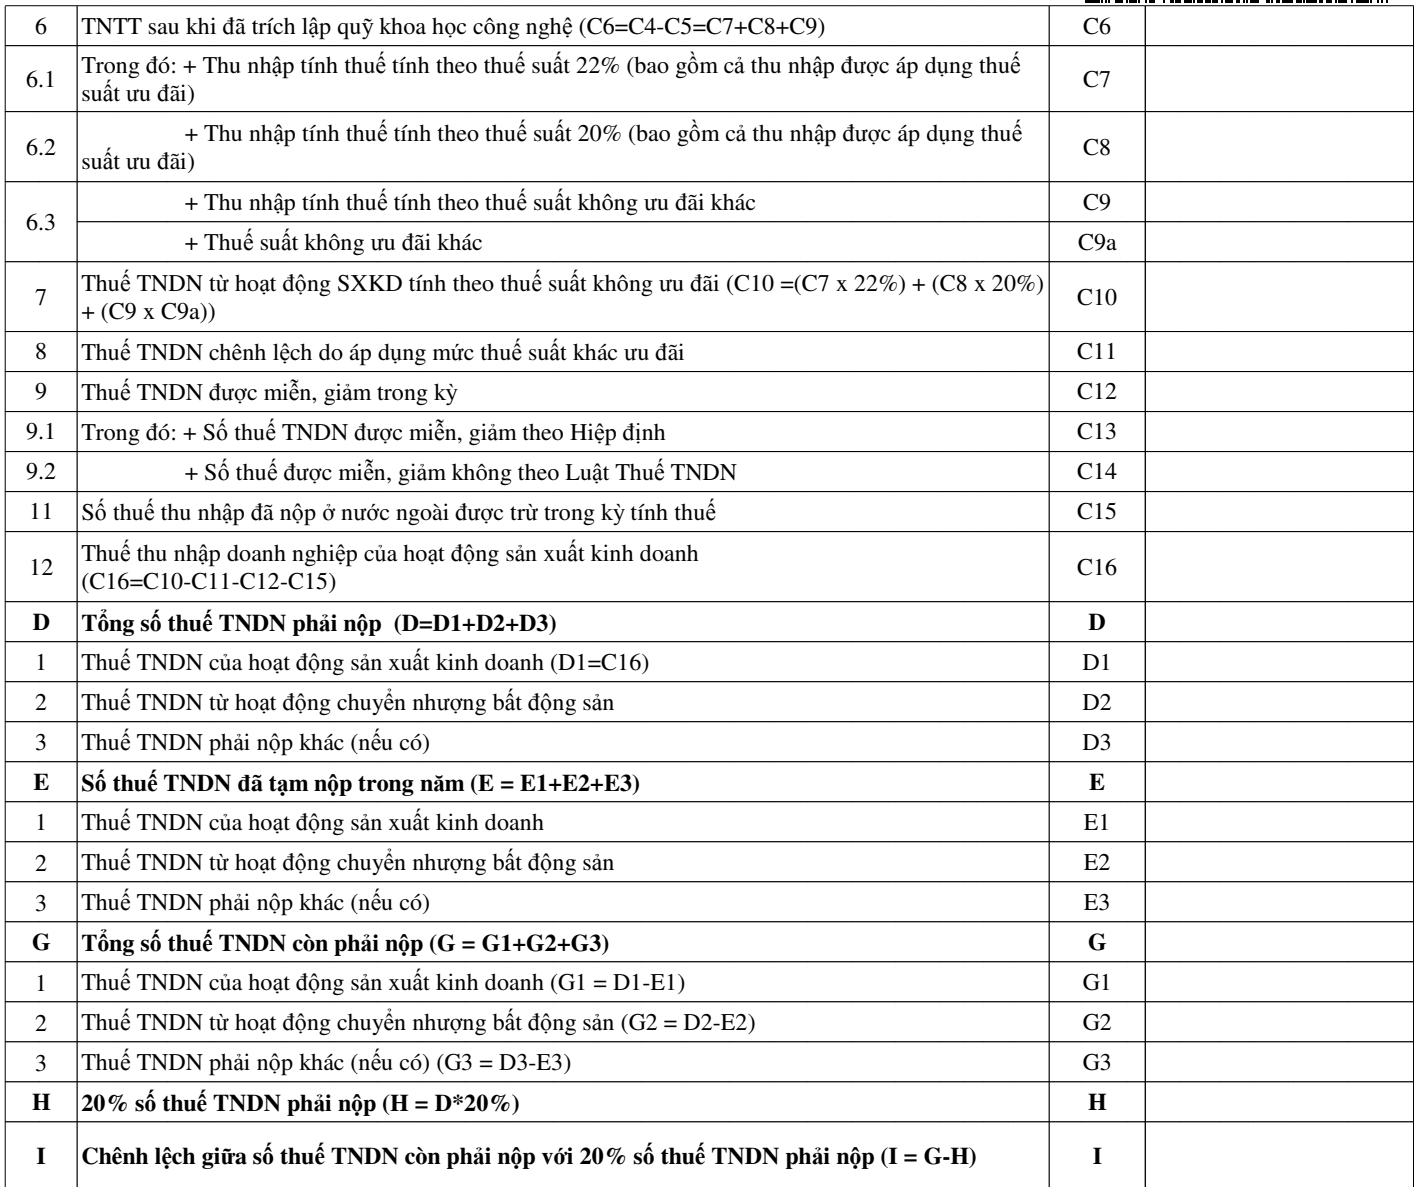 6 TNTT sau khi đã trích lập quỹ khoa học công nghệ (C6=C4-C5=C7+C8+C9) C6
6.1 Trong đó: + Thu nhập tính thuế tính theo thuế suất 22% (bao gồm cả thu nhập được áp dụng thuế
suất ưu đãi) C7
6.2 + Thu nhập tính thuế tính theo thuế suất 20% (bao gồm cả thu nhập được áp dụng thuế
suất ưu đãi) C8
6.3 + Thu nhập tính thuế tính theo thuế suất không ưu đãi khác C9
+ Thuế suất không ưu đãi khác C9a
7 Thuế TNDN từ hoạt động SXKD tính theo thuế suất không ưu đãi (C10 =(C7 x 22%) + (C8 x 20%)
+ (C9 x C9a)) C10
8 Thuế TNDN chênh lệch do áp dụng mức thuế suất khác ưu đãi C11
9 Thuế TNDN được miễn, giảm trong kỳ C12
9.1 Trong đó: + Số thuế TNDN được miễn, giảm theo Hiệp định C13
9.2 + Số thuế được miễn, giảm không theo Luật Thuế TNDN C14
11 Số thuế thu nhập đã nộp ở nước ngoài được trừ trong kỳ tính thuế C15
12 Thuế thu nhập doanh nghiệp của hoạt động sản xuất kinh doanh
(C16=C10-C11-C12-C15) C16
D Tổng số thuế TNDN phải nộp (D=D1+D2+D3) D
1 Thuế TNDN của hoạt động sản xuất kinh doanh (D1=C16) D1
2 Thuế TNDN từ hoạt động chuyển nhượng bất động sản D2
3 Thuế TNDN phải nộp khác (nếu có) D3
E Số thuế TNDN đã tạm nộp trong năm (E = E1+E2+E3) E
1 Thuế TNDN của hoạt động sản xuất kinh doanh E1
2 Thuế TNDN từ hoạt động chuyển nhượng bất động sản E2
3 Thuế TNDN phải nộp khác (nếu có) E3
G Tổng số thuế TNDN còn phải nộp (G = G1+G2+G3) G
1 Thuế TNDN của hoạt động sản xuất kinh doanh (G1 = D1-E1) G1
2 Thuế TNDN từ hoạt động chuyển nhượng bất động sản (G2 = D2-E2) G2
3 Thuế TNDN phải nộp khác (nếu có) (G3 = D3-E3) G3
H 20% số thuế TNDN phải nộp (H = D*20%) H
I Chênh lệch giữa số thuế TNDN còn phải nộp với 20% số thuế TNDN phải nộp (I = G-H) I